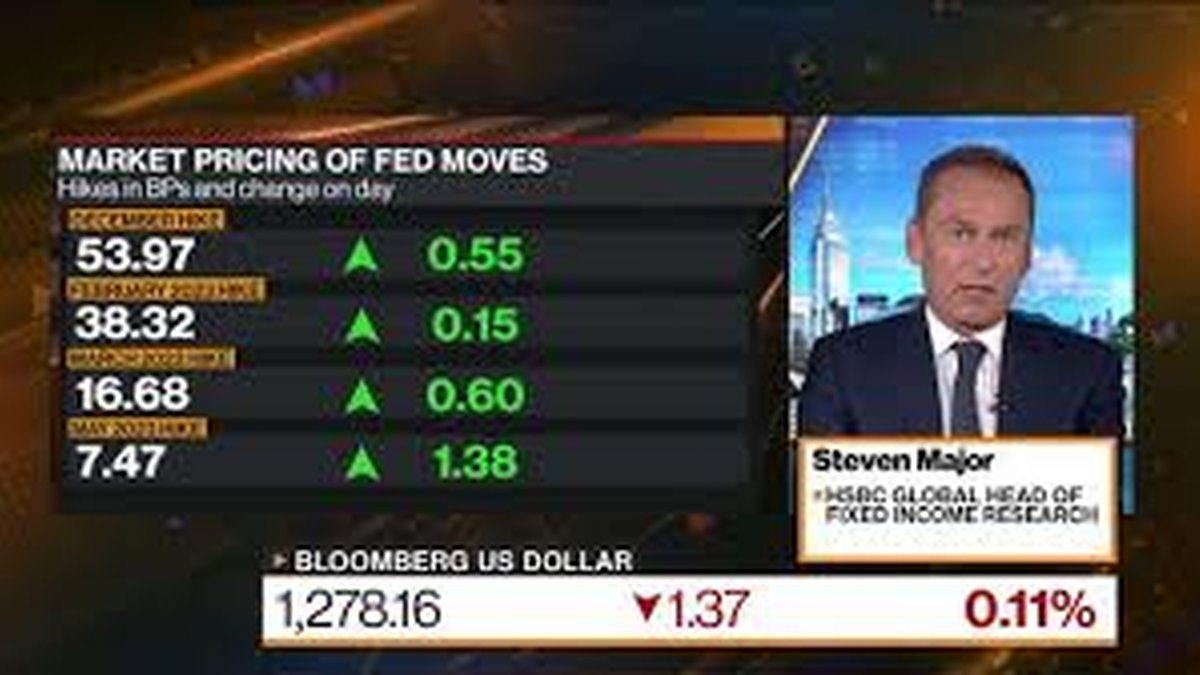 MARKET PRICING OF FED MOVES
Hikes in BPs and change on day
DECEMBER HIKE
53.97 ▲ 0.55
FEBRUARY 2023 HIKE
38.32 ▲ 0.15
MARCH 2023 HIKE
16.68 ▲ 0.60
MAY 2023 HIKE
7.47 ▲ 1.38
Steven Major
HSBC GLOBAL HEAD OF
FIXED INCOME RESEARCH
BLOOMBERG US DOLLAR
1,278.16 ▼1.37 0.11%